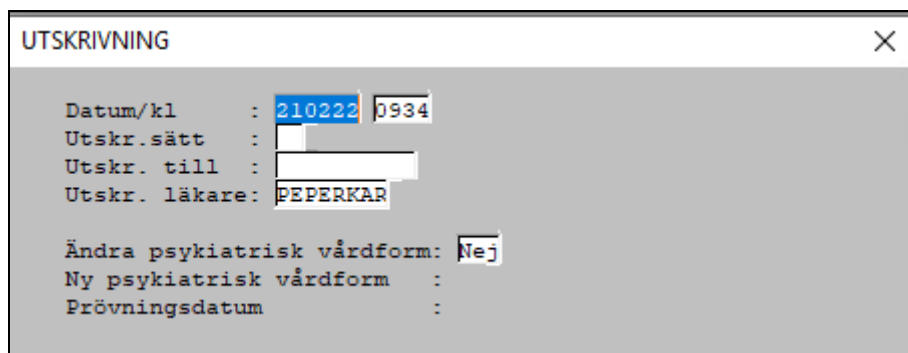 UTSKRIVNING
Datum/kl : 210222 0934
Utskr.sätt :
Utskr. till :
Utskr. läkare: PEPERKAR
Ändra psykiatrisk vårdform: Nej
Ny psykiatrisk vårdform :
Prövningsdatum :